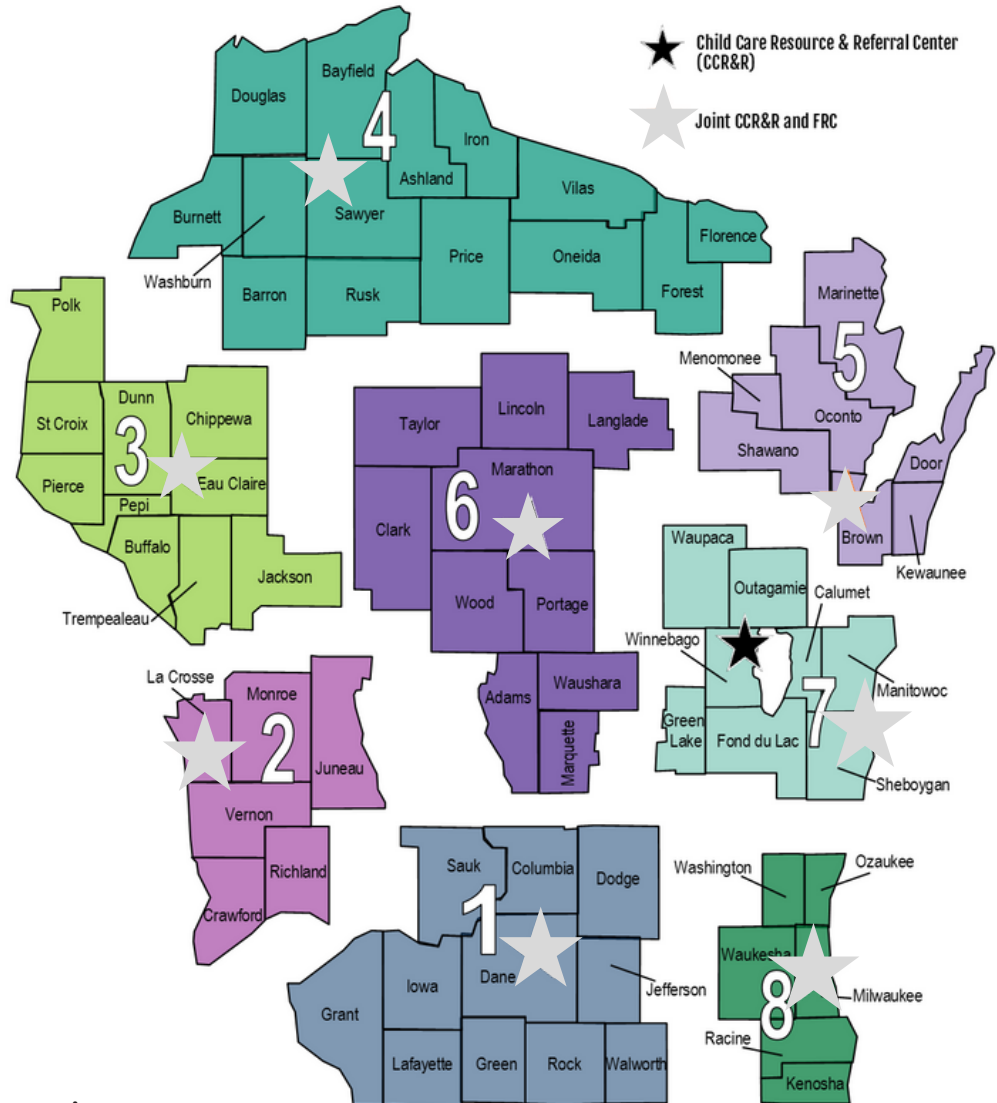 Child Care Resource & Referral Center
(CCR&R)
Joint CCR&R and FRC
Bayfield
Douglas
4
Iron
Ashland
Vilas
Burnett
Sawyer
Florence
Washburn
Price
Oneida
Barron
Rusk
Forest
Polk
Marinette
5
Menomonee
Dunn
St Croix
3
Chippewa
Lincoln
Taylor
Langlade
Oconto
Shawano
Marathon
Door
Pierce
Eau Claire
6
Pepi
Clark
Brown
Waupaca
Buffalo
Kewaunee
Jackson
Outagamie
Calumet
Trempealeau
Wood
Portage
Winnebago
La Crosse
Monroe
2
Adams
Waushara
Manitowoc
7
Green
Lake
Fond du Lac
Marquette
Juneau
Sheboygan
Vernon
Richland
Crawford
Sauk
Columbia
Dodge
1
Washington
Ozaukee
Waukesha
Dane
Iowa
Jefferson
Grant
8
Milwaukee
Racine
Lafayette
Green
Rock
Walworth
Kenosha